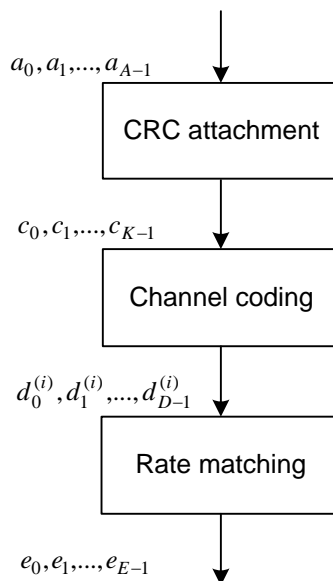 a_0, a_1,..., a_{A-1}
CRC attachment
c_0, c_1,..., c_{K-1}
Channel coding
d_0^{(i)}, d_1^{(i)},..., d_{D-1}^{(i)}
Rate matching
e_0, e_1,..., e_{E-1}